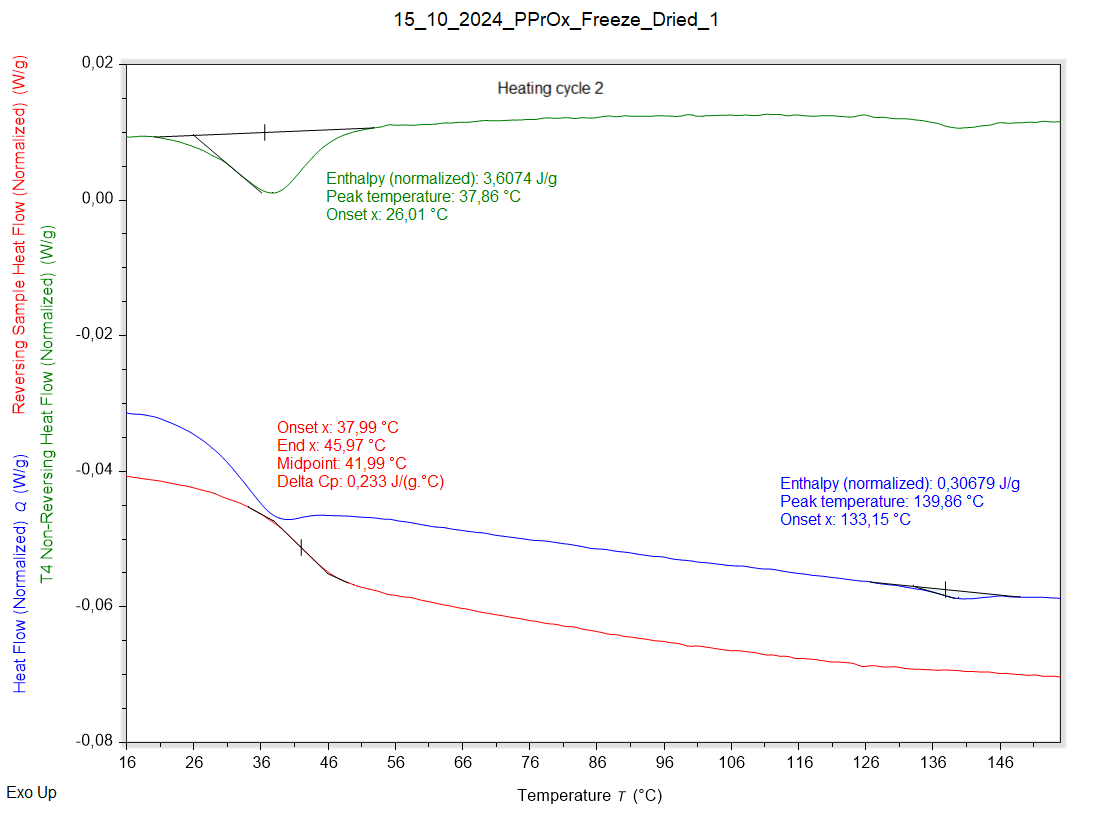 15_10_2024_PPrOx_Freeze_Dried_1
Heating cycle 2
Reversing Sample Heat Flow (Normalized) (W/g)
T4 Non-Reversing Heat Flow (Normalized) (W/g)
Heat Flow (Normalized) Q (W/g)
0,02
0,00
-0,02
-0,04
-0,06
-0,08
Enthalpy (normalized): 3,6074 J/g
Peak temperature: 37,86 °C
Onset x: 26,01 °C
Onset x: 37,99 °C
End x: 45,97 °C
Midpoint: 41,99 °C
Delta Cp: 0,233 J/(g.°C)
Enthalpy (normalized): 0,30679 J/g
Peak temperature: 139,86 °C
Onset x: 133,15 °C
16 26 36 46 56 66 76 86 96 106 116 126 136 146
Exo Up
Temperature T (°C)